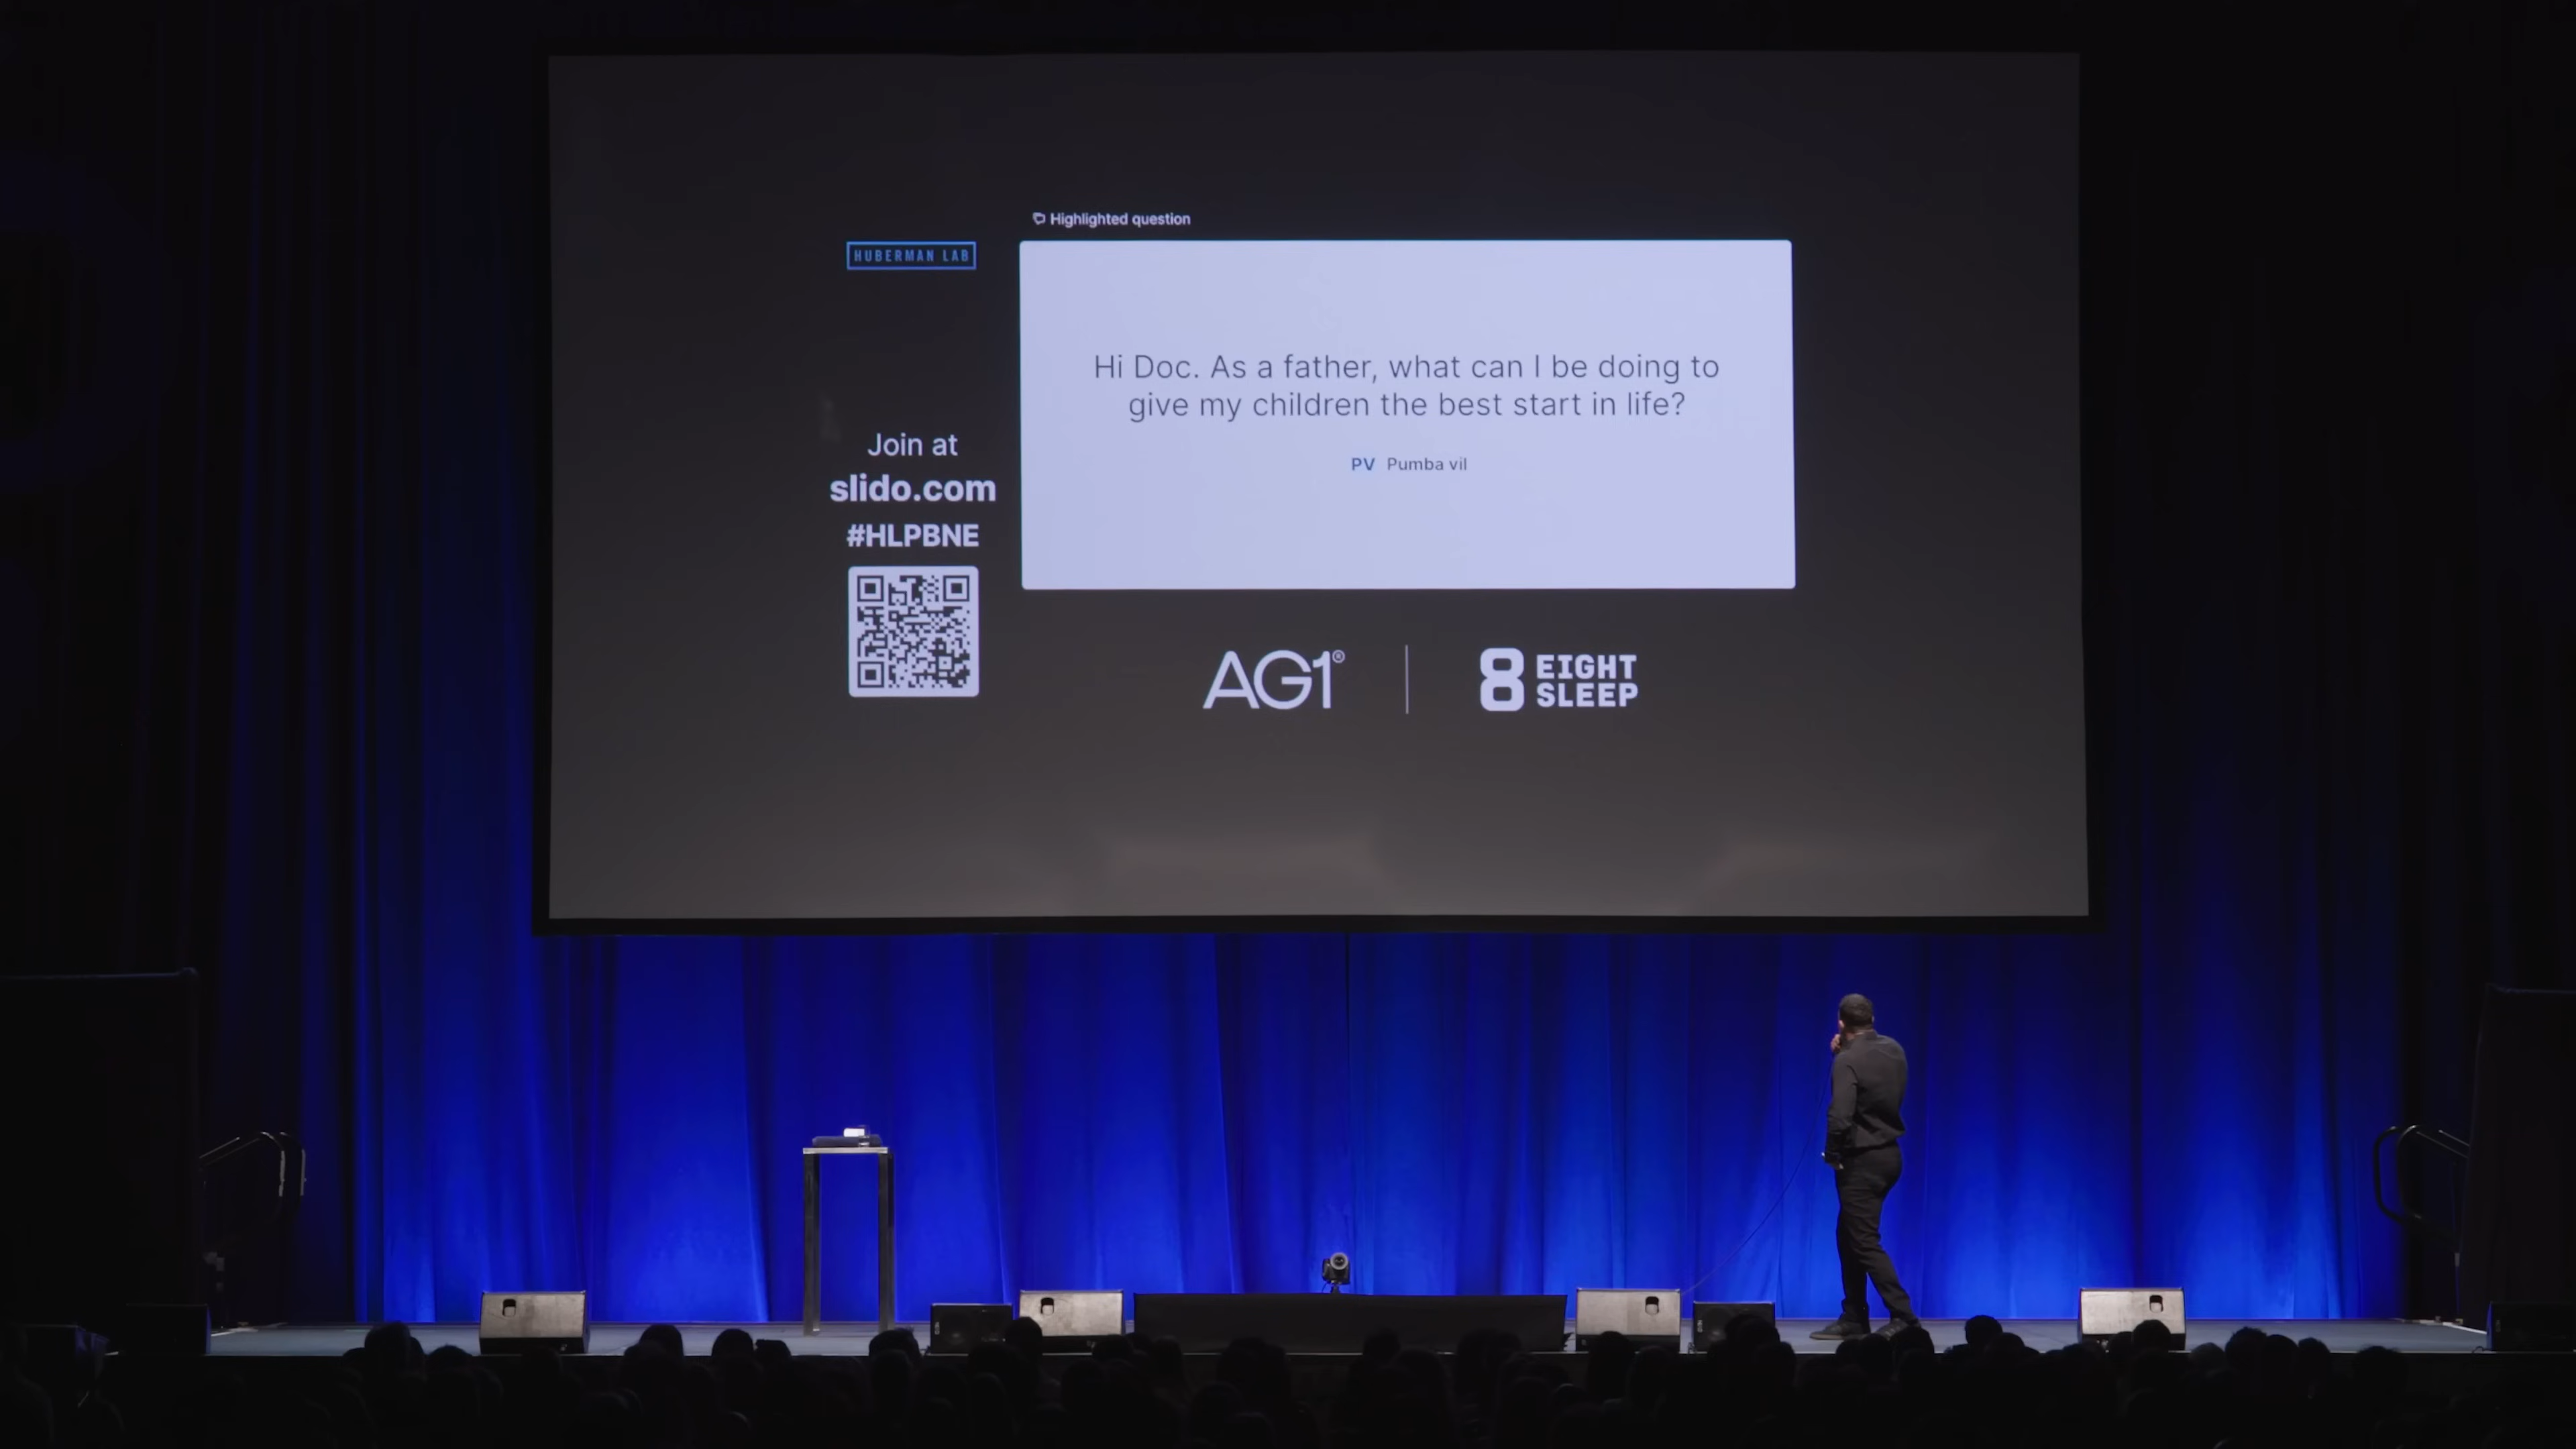 Highlighted question
HUBERMAN LAB
Hi Doc. As a father, what can I be doing to
give my children the best start in life?
PV Pumba vil
Join at
slido.com
#HLPBNE
AG1®
8 EIGHT
SLEEP